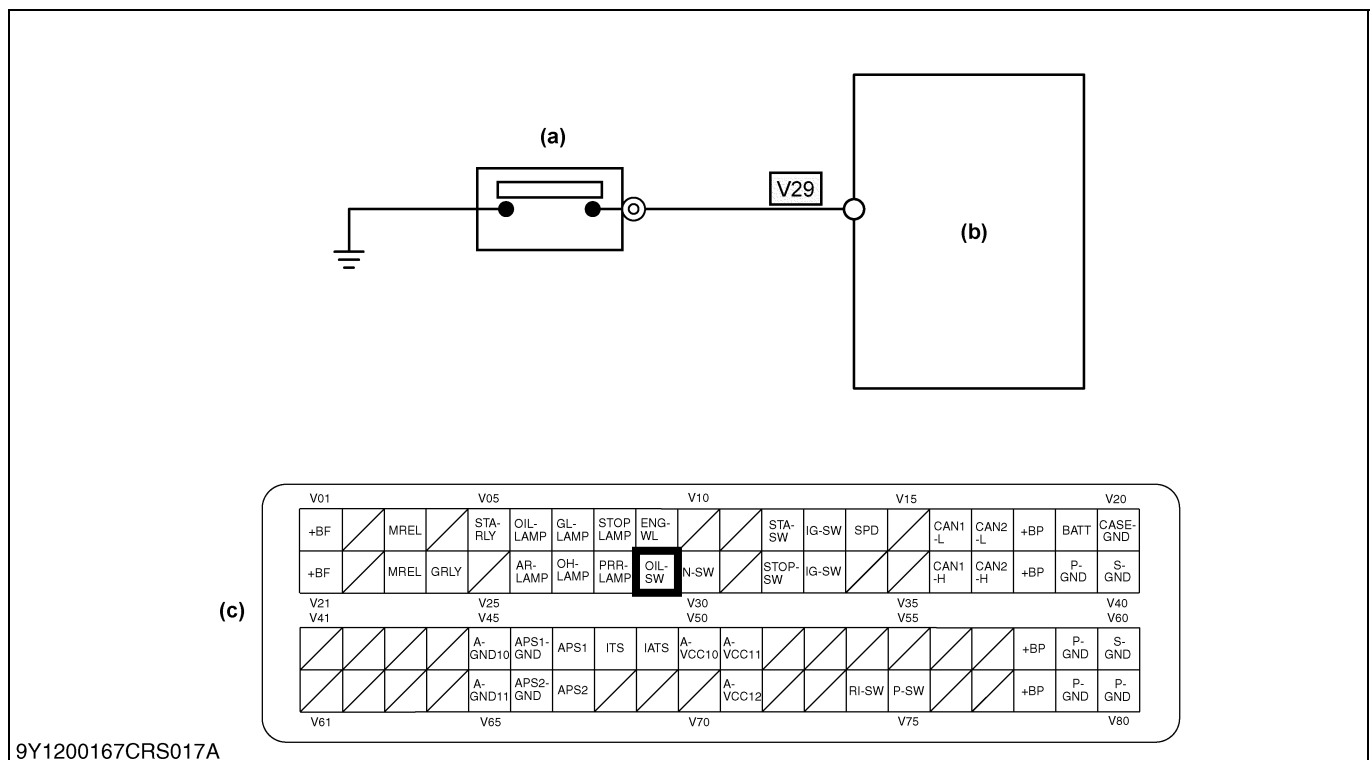 (a)
V29
(b)
V01 V05 V10 V15 V20
+BF MREL STA-RLY OIL-LAMP GL-LAMP STOP LAMP ENG-WL STA-SW IG-SW SPD CAN1-L CAN2-L +BP BATT CASE-GND
+BF MREL GRLY AR-LAMP OH-LAMP PRR-LAMP OIL-SW N-SW STOP-SW IG-SW CAN1-H CAN2-H +BP P-GND S-GND
(c)
V21 V25 V30 V35 V40
V41 V45 V50 V55 V60
A-GND10 APS1-GND APS1 ITS IATS A-VCC10 A-VCC11 +BP P-GND S-GND
A-GND11 APS2-GND APS2 A-VCC12 RI-SW P-SW +BP P-GND P-GND
V61 V65 V70 V75 V80
9Y1200167CRS017A